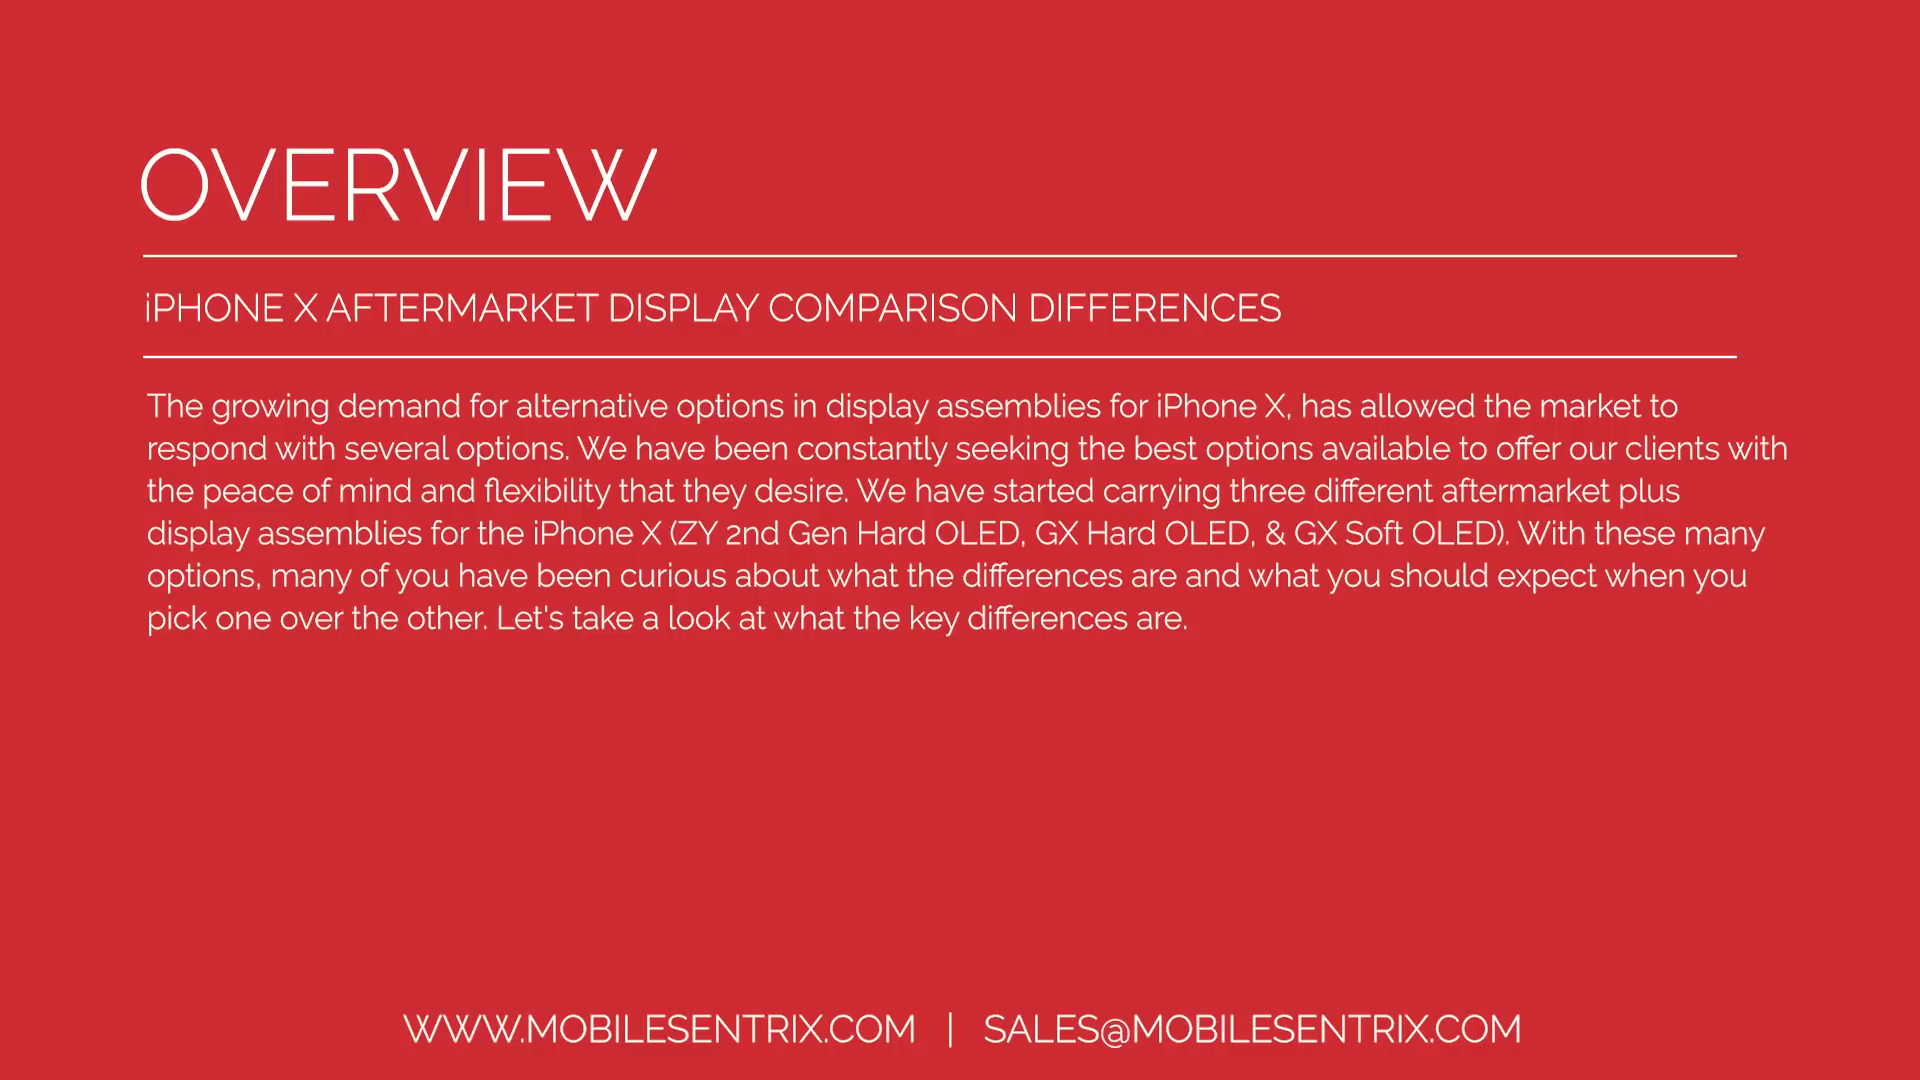 OVERVIEW
iPHONE X AFTERMARKET DISPLAY COMPARISON DIFFERENCES
The growing demand for alternative options in display assemblies for iPhone X, has allowed the market to
respond with several options. We have been constantly seeking the best options available to offer our clients with
the peace of mind and flexibility that they desire. We have started carrying three different aftermarket plus
display assemblies for the iPhone X (ZY 2nd Gen Hard OLED, GX Hard OLED, & GX Soft OLED). With these many
options, many of you have been curious about what the differences are and what you should expect when you
pick one over the other. Let's take a look at what the key differences are.
WWW.MOBILESENTRIX.COM | SALES@MOBILESENTRIX.COM